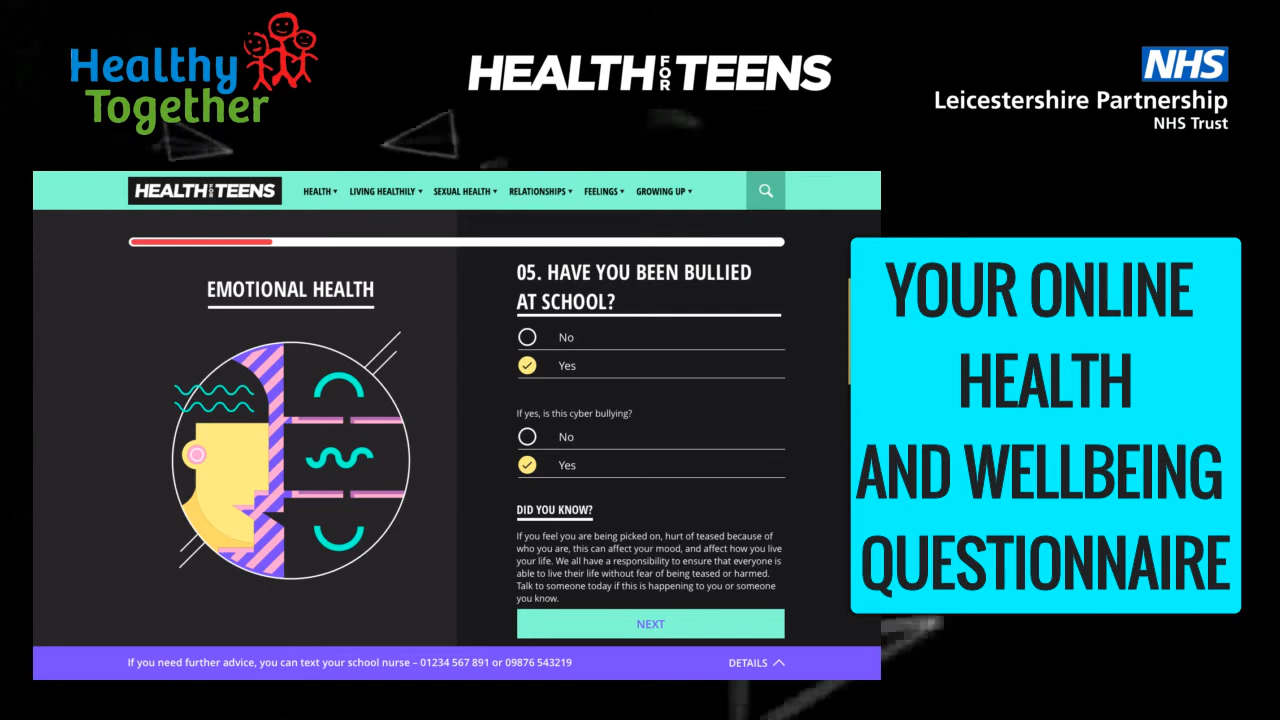 Healthy
Together
HEALTH FOR TEENS
NHS
Leicestershire Partnership
NHS Trust
HEALTH FOR TEENS
HEALTH
LIVING HEALTHILY
SEXUAL HEALTH
RELATIONSHIPS
FEELINGS
GROWING UP
EMOTIONAL HEALTH
05. HAVE YOU BEEN BULLIED
AT SCHOOL?
No
Yes
If yes, is this cyber bullying?
No
Yes
DID YOU KNOW?
If you feel you are being picked on, hurt of teased because of
who you are, this can affect your mood, and affect how you live
your life. We all have a responsibility to ensure that everyone is
able to live their life without fear of being teased or harmed.
Talk to someone today if this is happening to you or someone
you know.
NEXT
If you need further advice, you can text your school nurse – 01234 567 891 or 09876 543219
DETAILS
YOUR ONLINE
HEALTH
AND WELLBEING
QUESTIONNAIRE